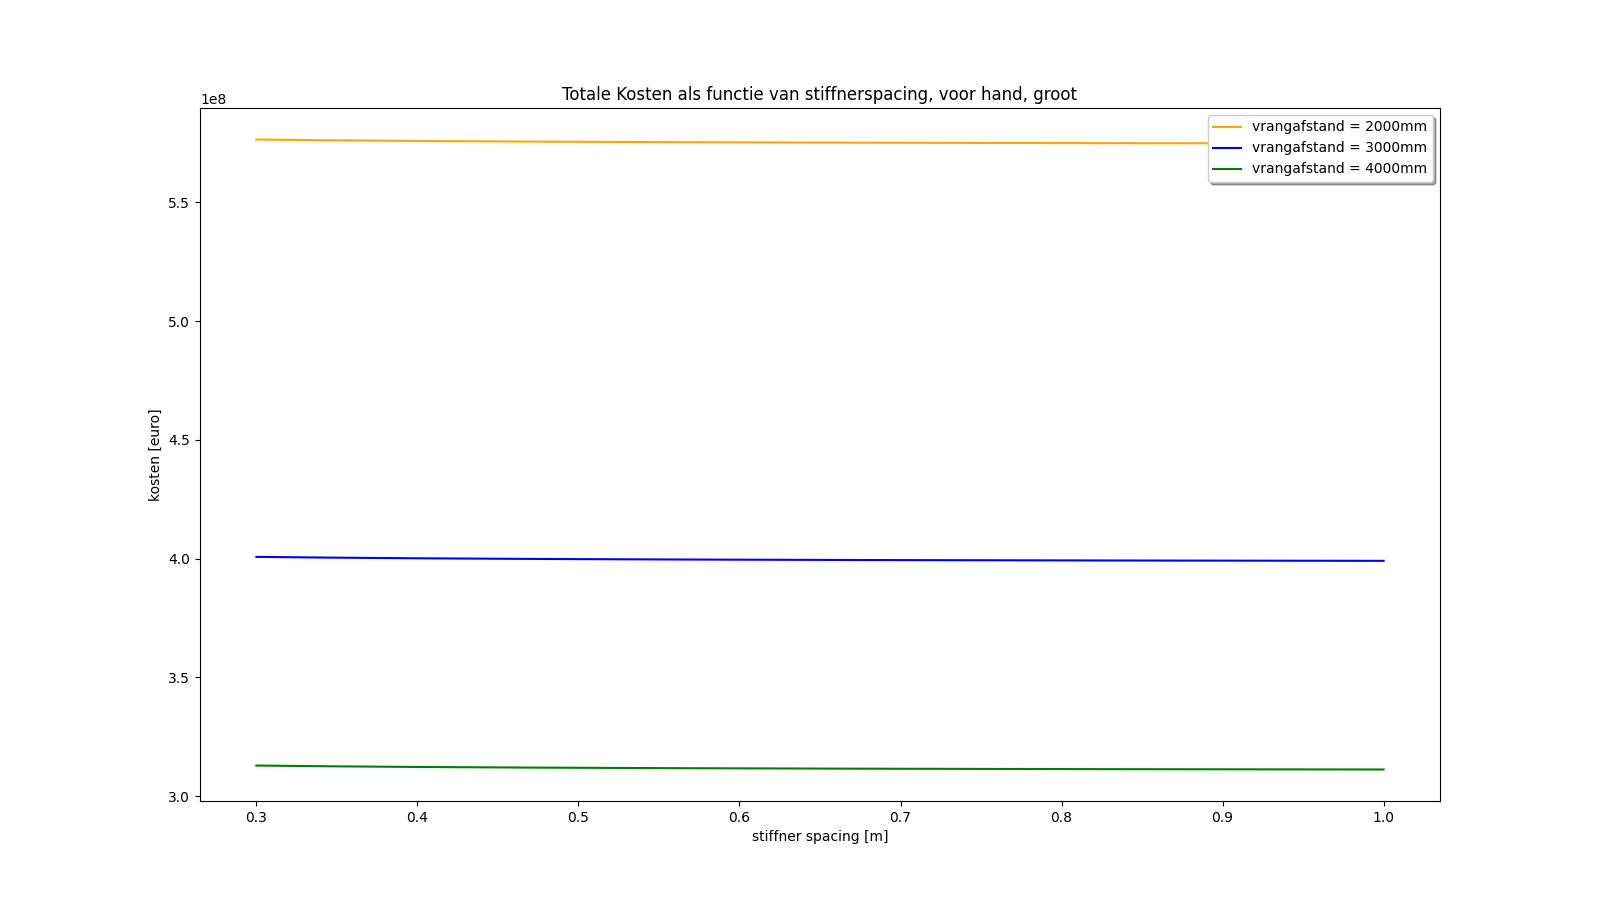 Totale Kosten als functie van stiffnerspacing, voor hand, groot
1e8
vrangafstand = 2000mm
vrangafstand = 3000mm
vrangafstand = 4000mm
5.5
5.0
4.5
4.0
3.5
3.0
kosten [euro]
0.3 0.4 0.5 0.6 0.7 0.8 0.9 1.0
stiffner spacing [m]